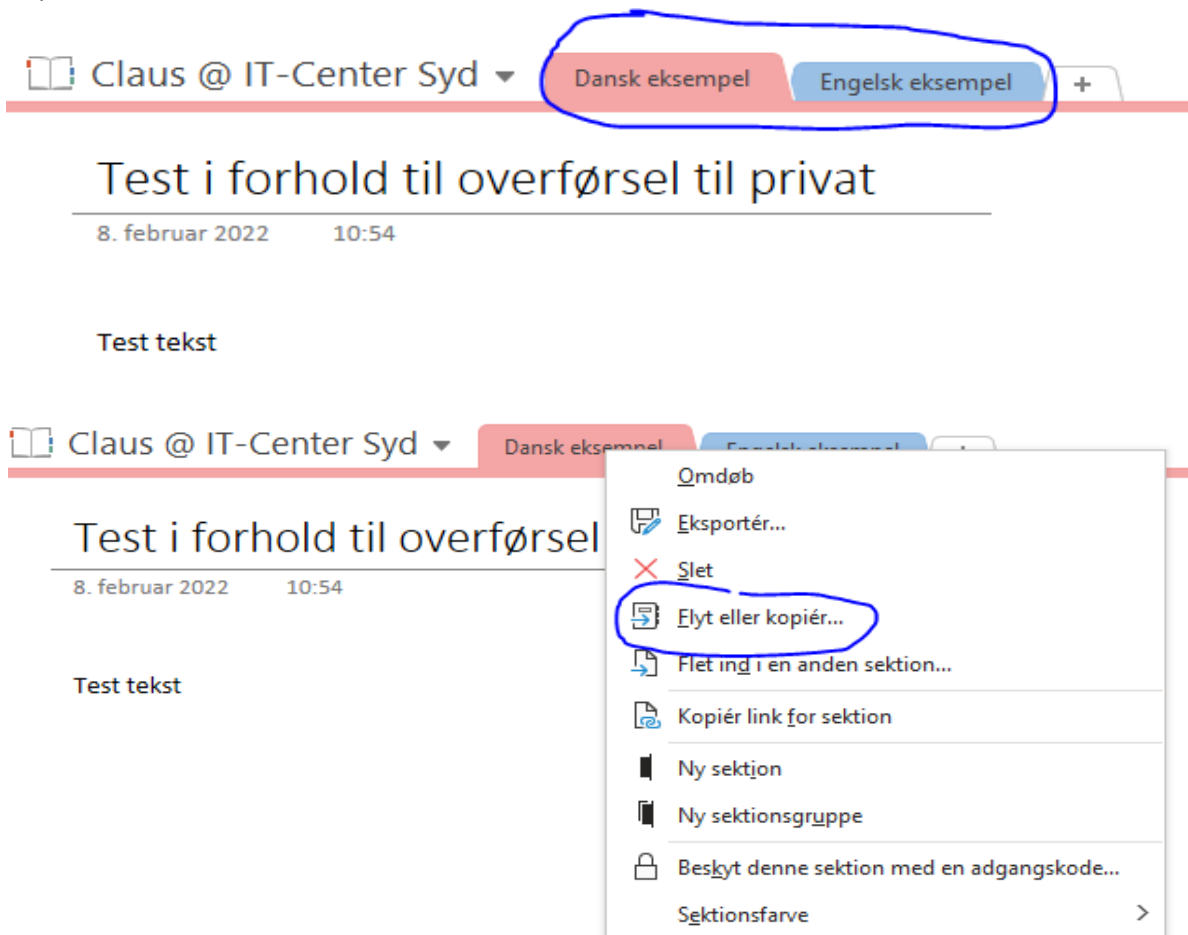 Claus @ IT-Center Syd Dansk eksempel Engelsk eksempel +
Test i forhold til overførsel til privat
8. februar 2022 10:54
Test tekst
Claus @ IT-Center Syd Dansk eksempel Engelsk eksempel
Omdøb
Test i forhold til overførsel
Eksportér...
8. februar 2022 10:54
Slet
Flyt eller kopiér...
Test tekst
Flet ind i en anden sektion...
Kopiér link for sektion
Ny sektion
Ny sektionsgruppe
Beskyt denne sektion med en adgangskode...
Sektionsfarve >